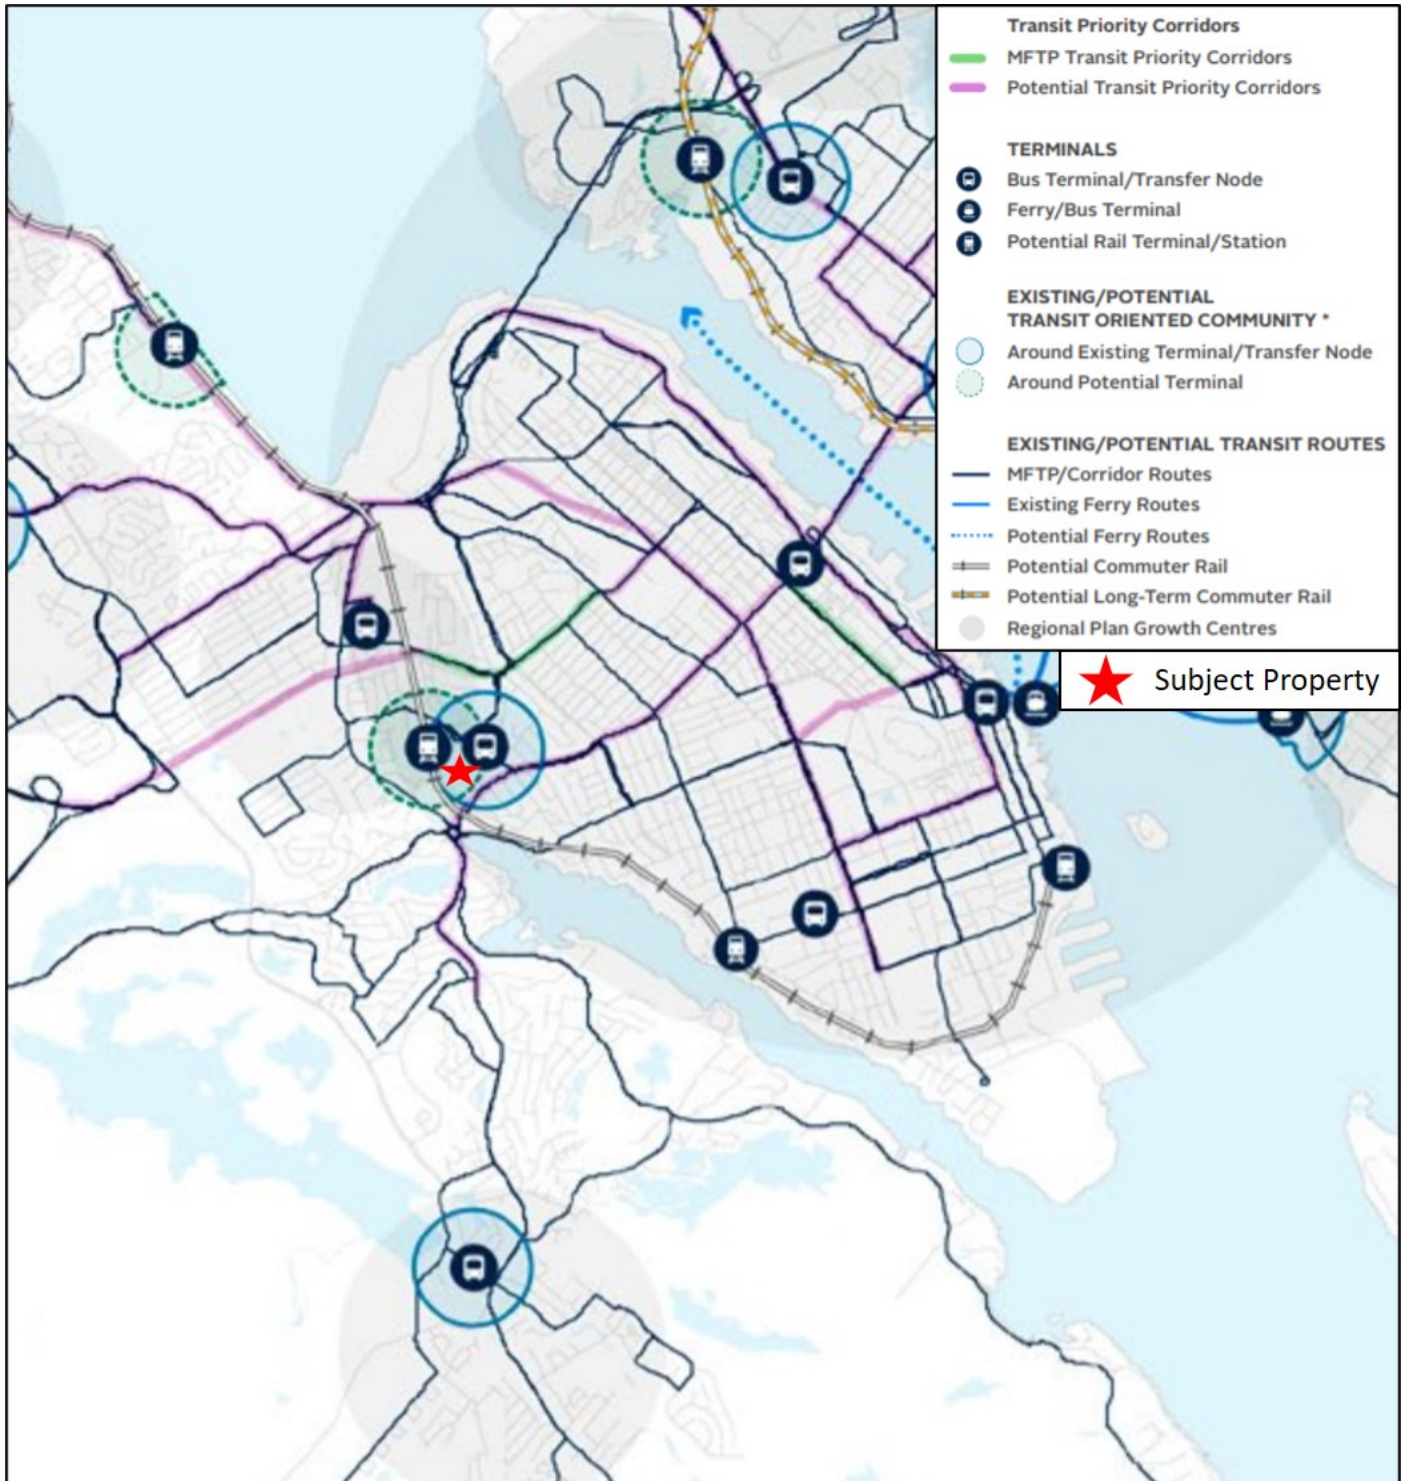 Transit Priority Corridors
MFTP Transit Priority Corridors
Potential Transit Priority Corridors
TERMINALS
Bus Terminal/Transfer Node
Ferry/Bus Terminal
Potential Rail Terminal/Station
EXISTING/POTENTIAL
TRANSIT ORIENTED COMMUNITY *
Around Existing Terminal/Transfer Node
Around Potential Terminal
EXISTING/POTENTIAL TRANSIT ROUTES
MFTP/Corridor Routes
Existing Ferry Routes
Potential Ferry Routes
Potential Commuter Rail
Potential Long-Term Commuter Rail
Regional Plan Growth Centres
Subject Property